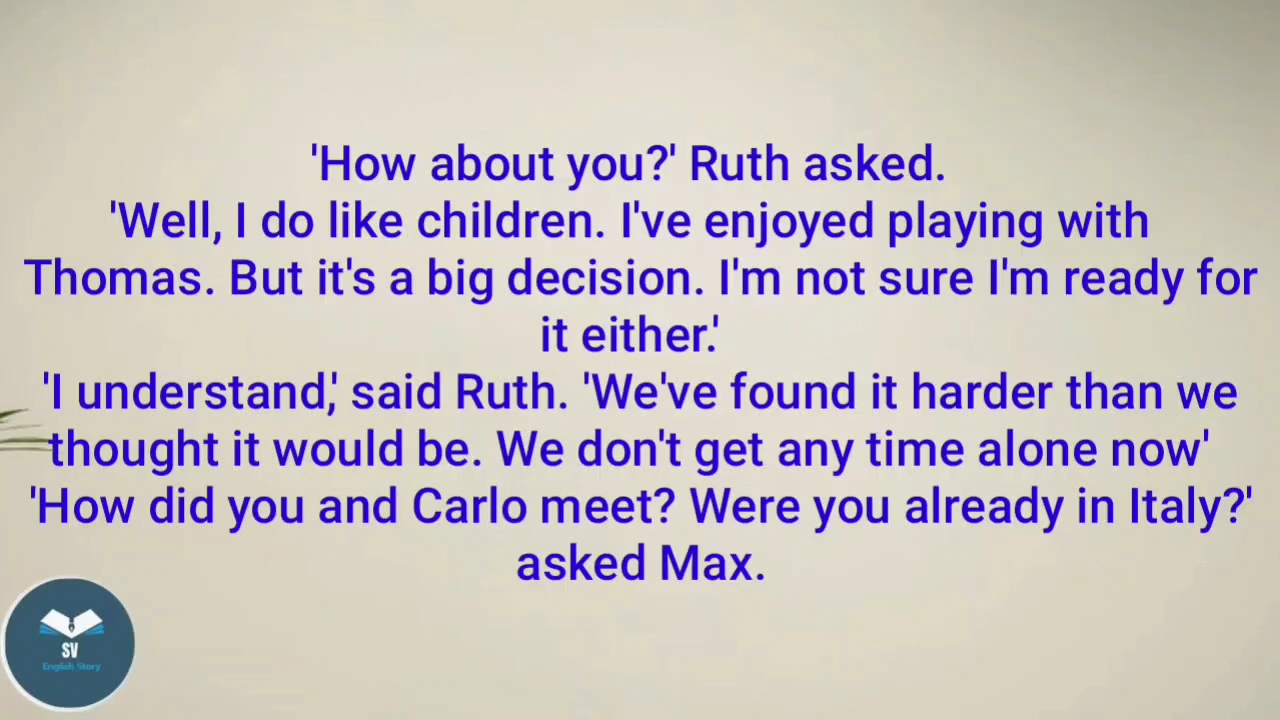 'How about you?' Ruth asked.
'Well, I do like children. I've enjoyed playing with
Thomas. But it's a big decision. I'm not sure I'm ready for
it either.'
'I understand,' said Ruth. 'We've found it harder than we
thought it would be. We don't get any time alone now'
'How did you and Carlo meet? Were you already in Italy?'
asked Max.
SV
English Story